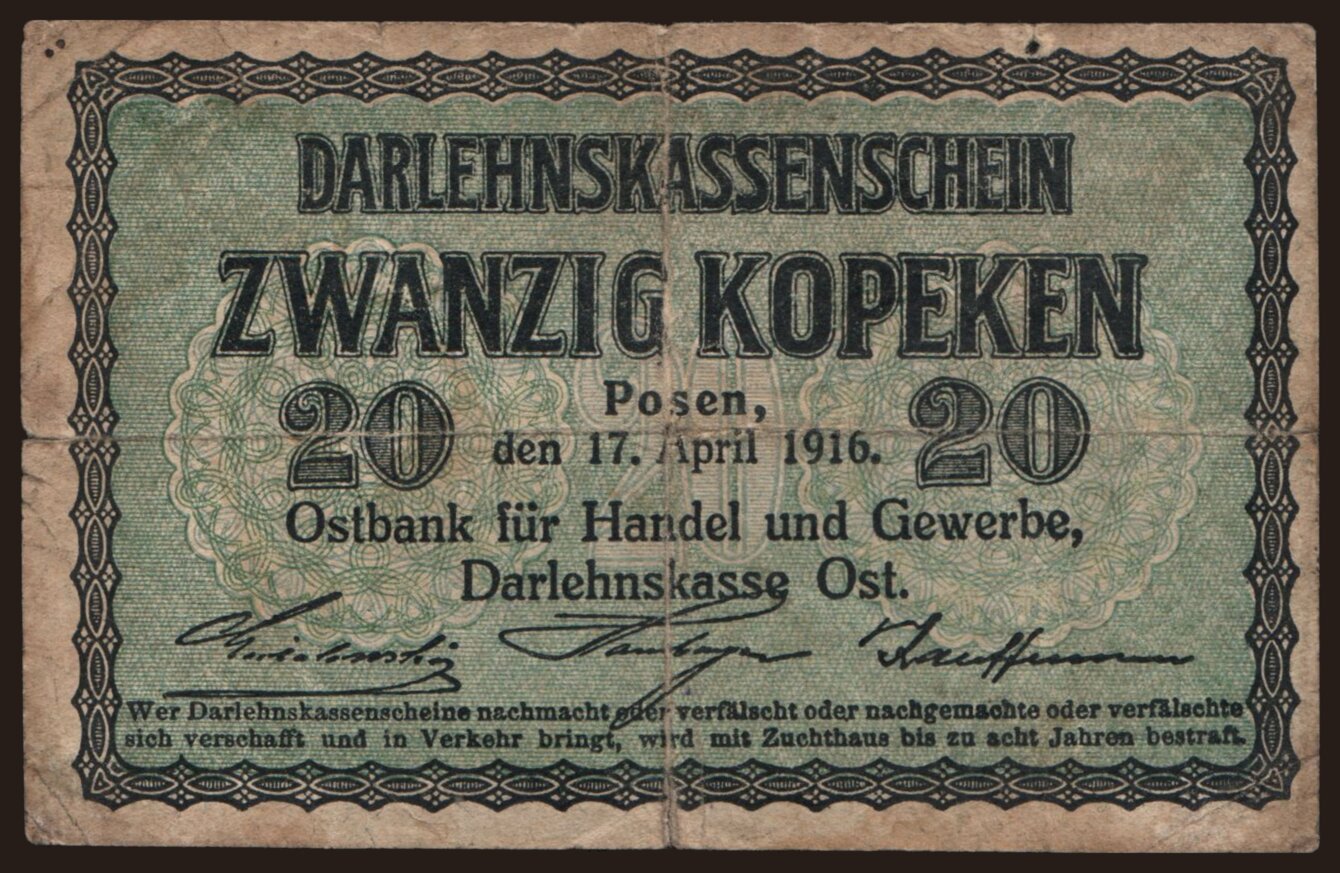 DARLEHNSKASSENSCHEIN
ZWANZIG KOPEKEN
20 Posen, 20
den 17. April 1916.
20
Ostbank für Handel und Gewerbe,
Darlehnskasse Ost.
Kauffmann
Wer Darlehnskassenscheine nachmacht oder verfälscht oder nachgemachte oder verfälschte
sich verschafft und in Verkehr bringt, wird mit Zuchthaus bis zu acht Jahren bestraft.